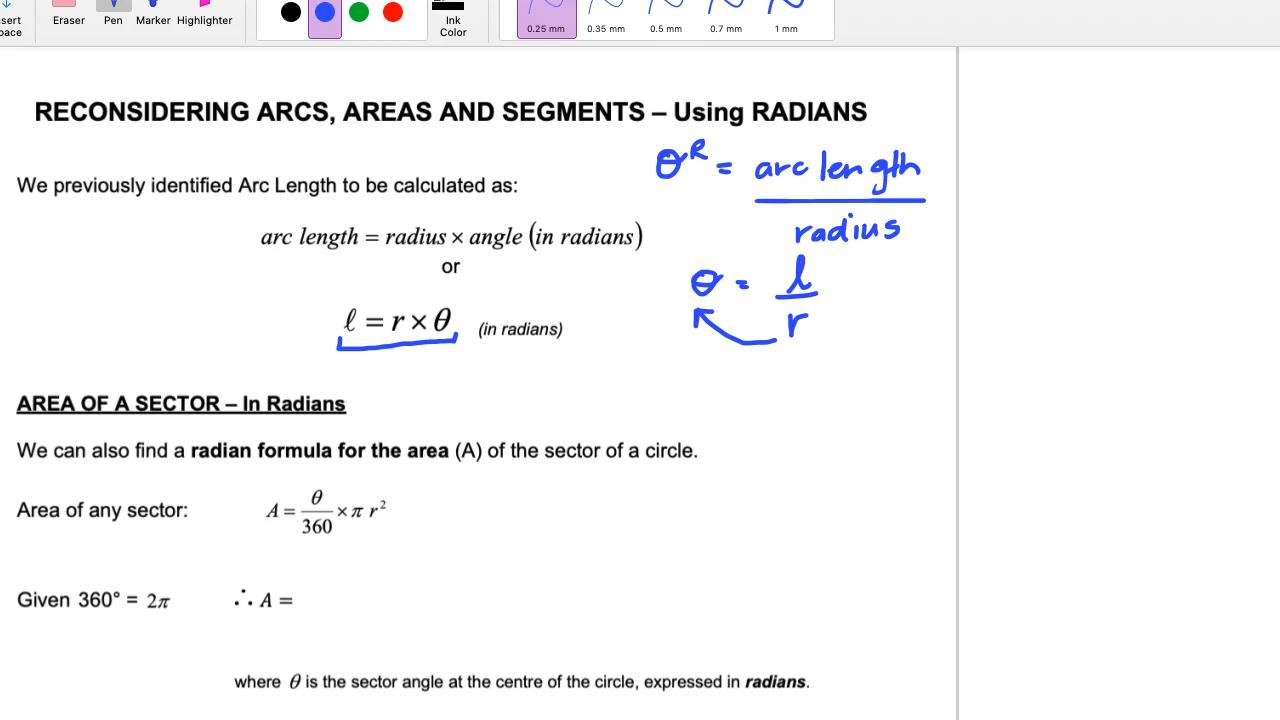 sert
pace
Eraser
Pen
Marker
Highlighter
Ink
Color
0.25 mm
0.35 mm
0.5 mm
0.7 mm
1 mm
RECONSIDERING ARCS, AREAS AND SEGMENTS – Using RADIANS
θᴿ = arc length / radius
We previously identified Arc Length to be calculated as:
arc length = radius × angle (in radians)
or
θ = l / r
ℓ = r × θ (in radians)
AREA OF A SECTOR – In Radians
We can also find a radian formula for the area (A) of the sector of a circle.
Area of any sector: A = θ/360 × π r²
Given 360° = 2π ∴ A =
where θ is the sector angle at the centre of the circle, expressed in radians.